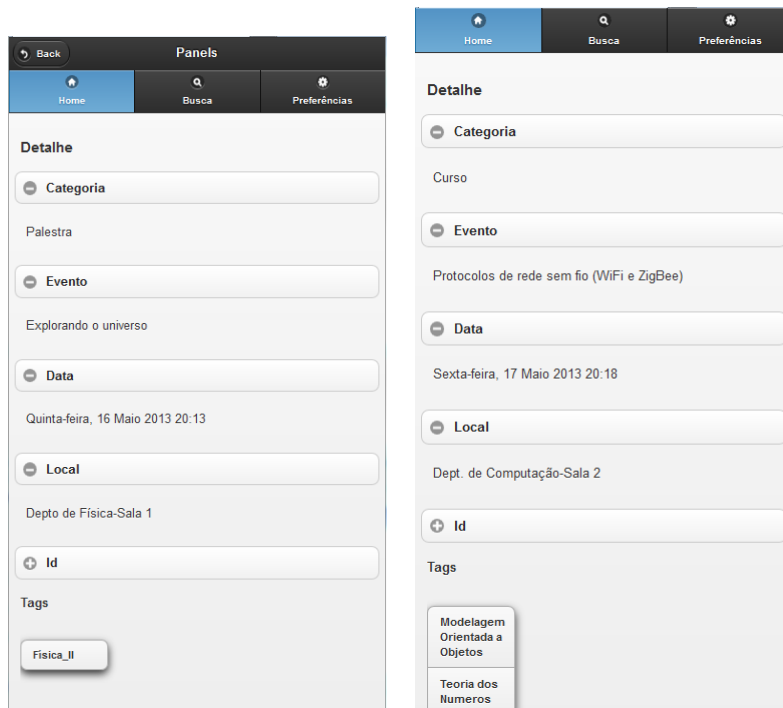 Back
Panels
Home
Busca
Preferências
Detalhe
Categoria
Palestra
Evento
Explorando o universo
Data
Quinta-feira, 16 Maio 2013 20:13
Local
Depto de Física-Sala 1
Id
Tags
Fisica_II
Home
Busca
Preferências
Detalhe
Categoria
Curso
Evento
Protocolos de rede sem fio (WiFi e ZigBee)
Data
Sexta-feira, 17 Maio 2013 20:18
Local
Dept. de Computação-Sala 2
Id
Tags
Modelagem
Orientada a
Objetos
Teoria dos
Numeros